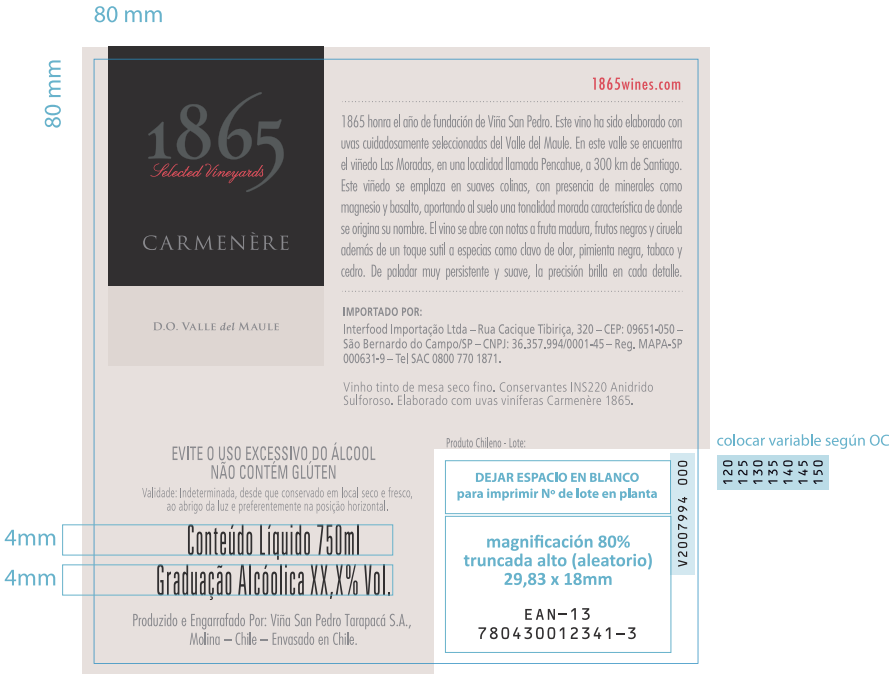 80 mm
80 mm
1865
Selected Vineyards
CARMENÈRE
D.O. VALLE del MAULE
1865wines.com
1865 honra el año de fundación de Viña San Pedro. Este vino ha sido elaborado con
uvas cuidadosamente seleccionadas del Valle del Maule. En este valle se encuentra
el viñedo Las Moradas, en una localidad llamada Pencahue, a 300 km de Santiago.
Este viñedo se emplaza en suaves colinas, con presencia de minerales como
magnesio y basalto, aportando al suelo una tonalidad morada característica de donde
se origina su nombre. El vino se abre con notas a fruta madura, frutos negros y ciruela
además de un toque sutil a especias como clavo de olor, pimienta negra, tabaco y
cedro. De paladar muy persistente y suave, la precisión brilla en cada detalle.
IMPORTADO POR:
Interfood Importação Ltda – Rua Cacique Tibiriça, 320 – CEP: 09651-050 –
São Bernardo do Campo/SP – CNPJ: 36.357.994/0001-45 – Reg. MAPA-SP
000631-9 – Tel SAC 0800 770 1871.
Vinho tinto de mesa seco fino. Conservantes INS220 Anidrido
Sulforoso. Elaborado com uvas viníferas Carmenère 1865.
EVITE O USO EXCESSIVO DO ÁLCOOL
NÃO CONTÉM GLÚTEN
Validade: Indeterminada, desde que conservado em local seco e fresco,
ao abrigo da luz e preferentemente na posição horizontal.
4mm
Conteúdo Líquido 750ml
4mm
Graduação Alcóolica XX,X% Vol.
Produzido e Engarrafado Por: Viña San Pedro Tarapacá S.A.,
Molina – Chile – Envasado en Chile.
Produto Chileno - Lote:
DEJAR ESPACIO EN BLANCO
para imprimir Nº de lote en planta
magnificación 80%
truncada alto (aleatorio)
29,83 x 18mm
EAN-13
780430012341-3
V2007994 000
colocar variable según OC
120
125
130
135
140
145
150